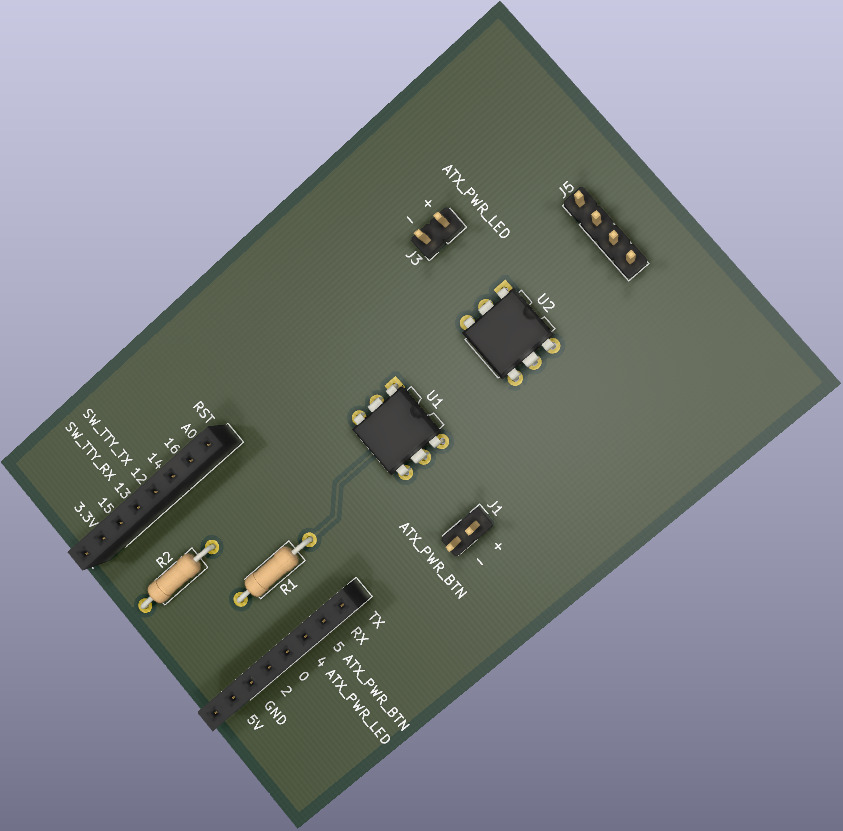 J5
ATX_PWR_LED
+
−
J3
U2
U1
RST
A0
16
14
SW_TTY_TX 12
SW_TTY_RX 13
15
3.3V
J1
+
−
ATX_PWR_BTN
R2
R1
TX
RX
5 ATX_PWR_BTN
4 ATX_PWR_LED
0
2
GND
5V